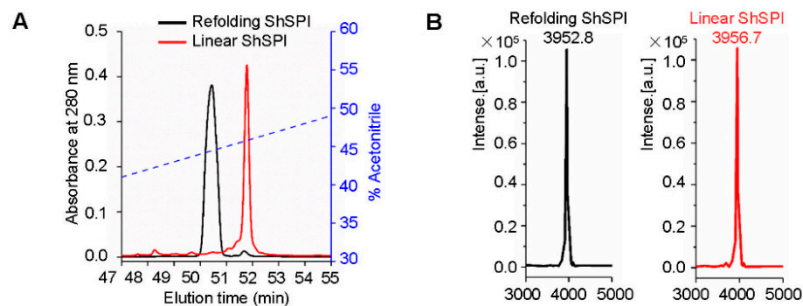 A
Refolding ShSPI
Linear ShSPI
Absorbance at 280 nm
0.5
0.4
0.3
0.2
0.1
0.0
60
55
50
45
40
35
30
% Acetonitrile
47 48 49 50 51 52 53 54 55
Elution time (min)
B
Refolding ShSPI
3952.8
×10⁵
Intense.[a.u.]
1.0
0.8
0.6
0.4
0.2
0.0
3000 4000 5000
Linear ShSPI
3956.7
×10⁵
Intense.[a.u.]
1.0
0.8
0.6
0.4
0.2
0.0
3000 4000 5000